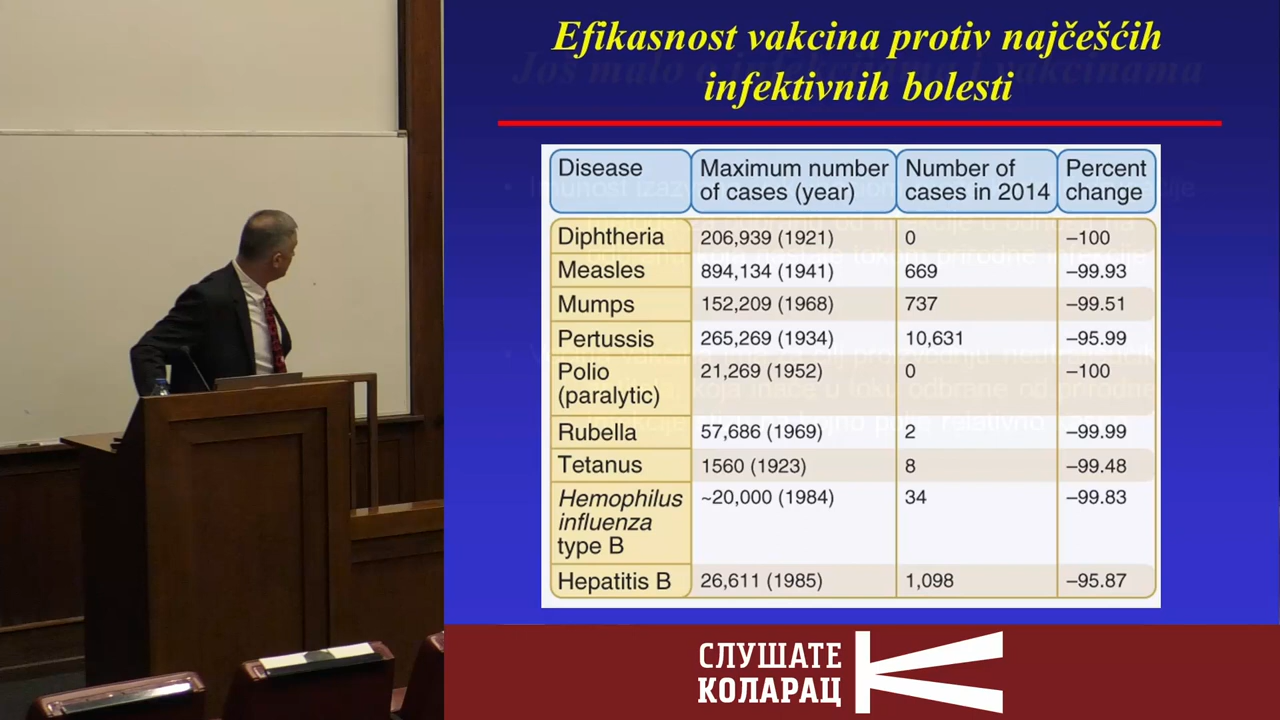 Efikasnost vakcina protiv najčešćih
infektivnih bolesti
Disease | Maximum number of cases (year) | Number of cases in 2014 | Percent change
Diphtheria | 206,939 (1921) | 0 | –100
Measles | 894,134 (1941) | 669 | –99.93
Mumps | 152,209 (1968) | 737 | –99.51
Pertussis | 265,269 (1934) | 10,631 | –95.99
Polio (paralytic) | 21,269 (1952) | 0 | –100
Rubella | 57,686 (1969) | 2 | –99.99
Tetanus | 1560 (1923) | 8 | –99.48
Hemophilus influenza type B | ~20,000 (1984) | 34 | –99.83
Hepatitis B | 26,611 (1985) | 1,098 | –95.87
СЛУШАТЕ
КОЛАРАЦ